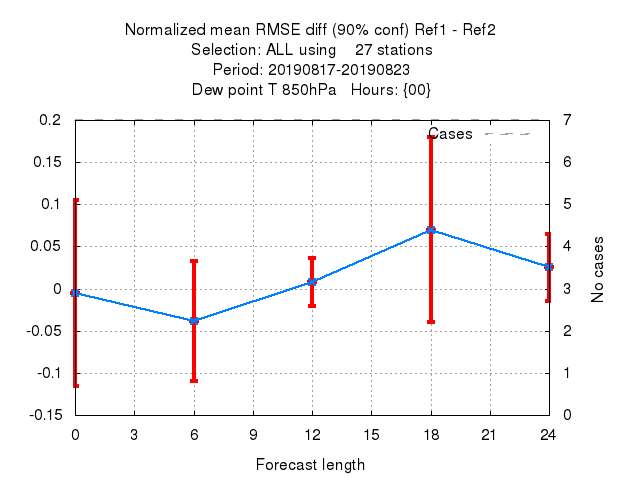 Normalized mean RMSE diff (90% conf) Ref1 - Ref2
Selection: ALL using    27 stations
Period: 20190817-20190823
Dew point T 850hPa   Hours: {00}
Cases
0.2
0.15
0.1
0.05
0
-0.05
-0.1
-0.15
7
6
5
4
3
2
1
0
No cases
0 3 6 9 12 15 18 21 24
Forecast length